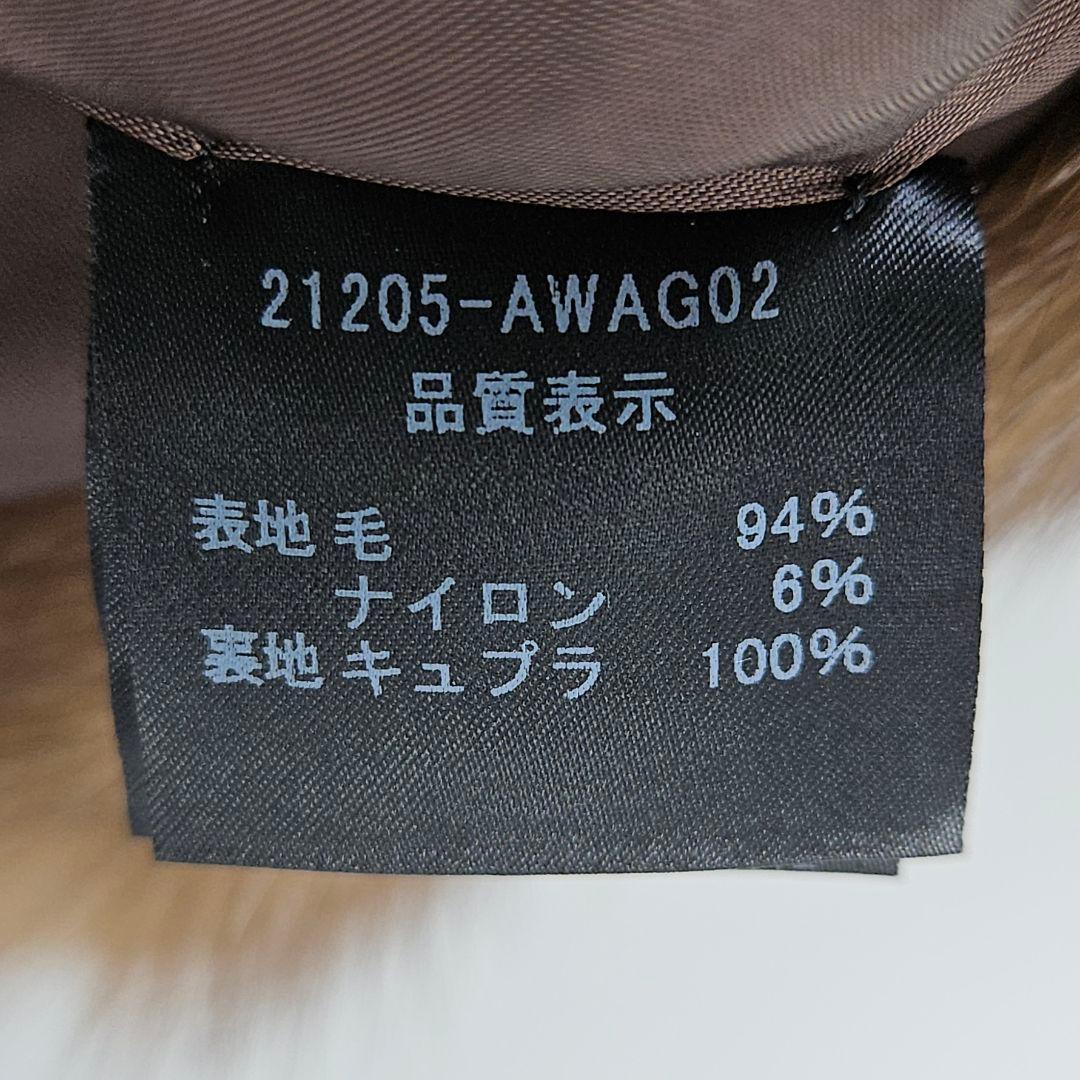 21205-AWAG02
品質表示
表地 毛 94%
ナイロン 6%
裏地 キュプラ 100%